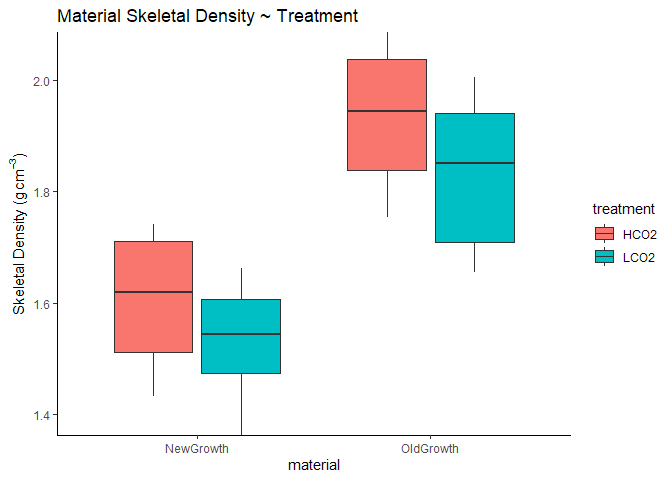 Material Skeletal Density ~ Treatment
Skeletal Density (g cm⁻³)
2.0
1.8
1.6
1.4
NewGrowth
OldGrowth
material
treatment
HCO2
LCO2